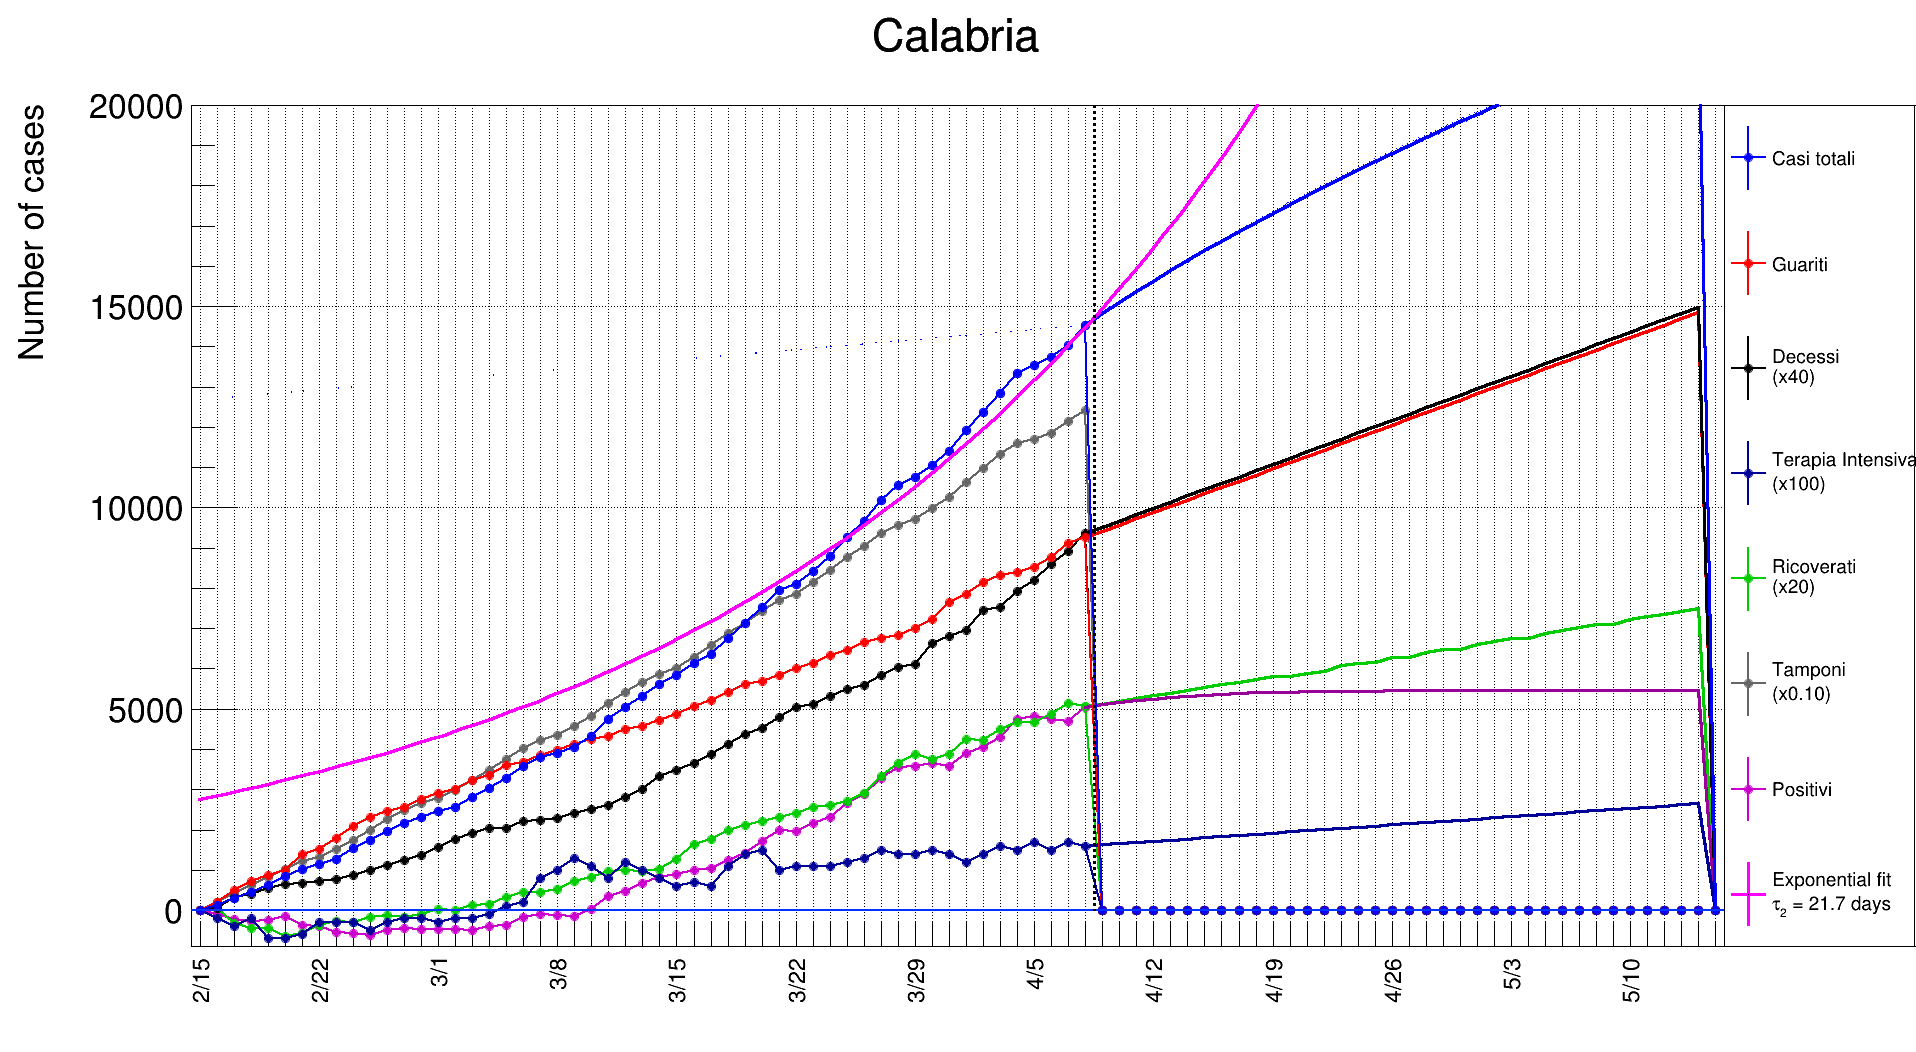 Calabria
Number of cases
20000
15000
10000
5000
0
2/15
2/22
3/1
3/8
3/15
3/22
3/29
4/5
4/12
4/19
4/26
5/3
5/10
Casi totali
Guariti
Decessi
(x40)
Terapia Intensiva
(x100)
Ricoverati
(x20)
Tamponi
(x0.10)
Positivi
Exponential fit
τ2 = 21.7 days